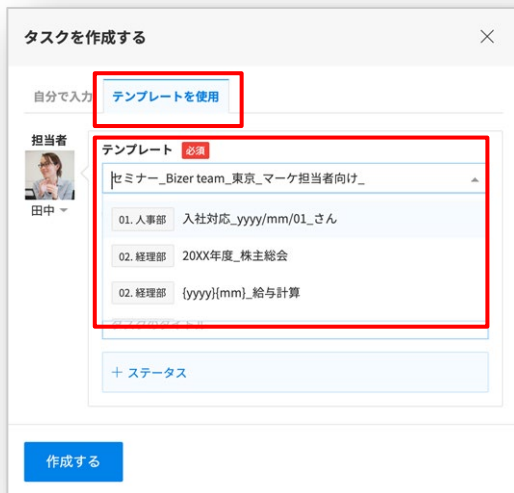 タスクを作成する
自分で入力 テンプレートを使用
担当者
テンプレート 必須
セミナー_Bizer team_東京_マーケ担当者向け_
田中
01. 人事部 入社対応_yyyy/mm/01_さん
02. 経理部 20XX年度_株主総会
02. 経理部 {yyyy}{mm}_給与計算
+ ステータス
作成する